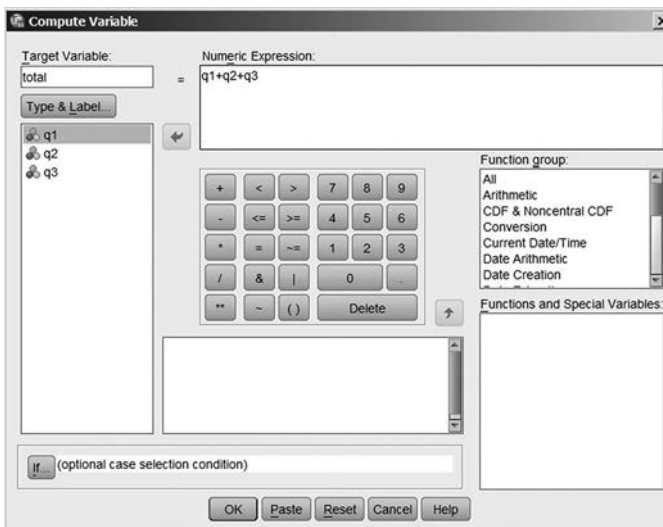 Compute Variable
Target Variable:
total
=
Numeric Expression:
q1+q2+q3
Type & Label...
q1
q2
q3
+ < > 7 8 9
- <= >= 4 5 6
* = ~= 1 2 3
/ & | 0 .
** ~ ( ) Delete
Function group:
All
Arithmetic
CDF & Noncentral CDF
Conversion
Current Date/Time
Date Arithmetic
Date Creation
Functions and Special Variables:
If... (optional case selection condition)
OK Paste Reset Cancel Help